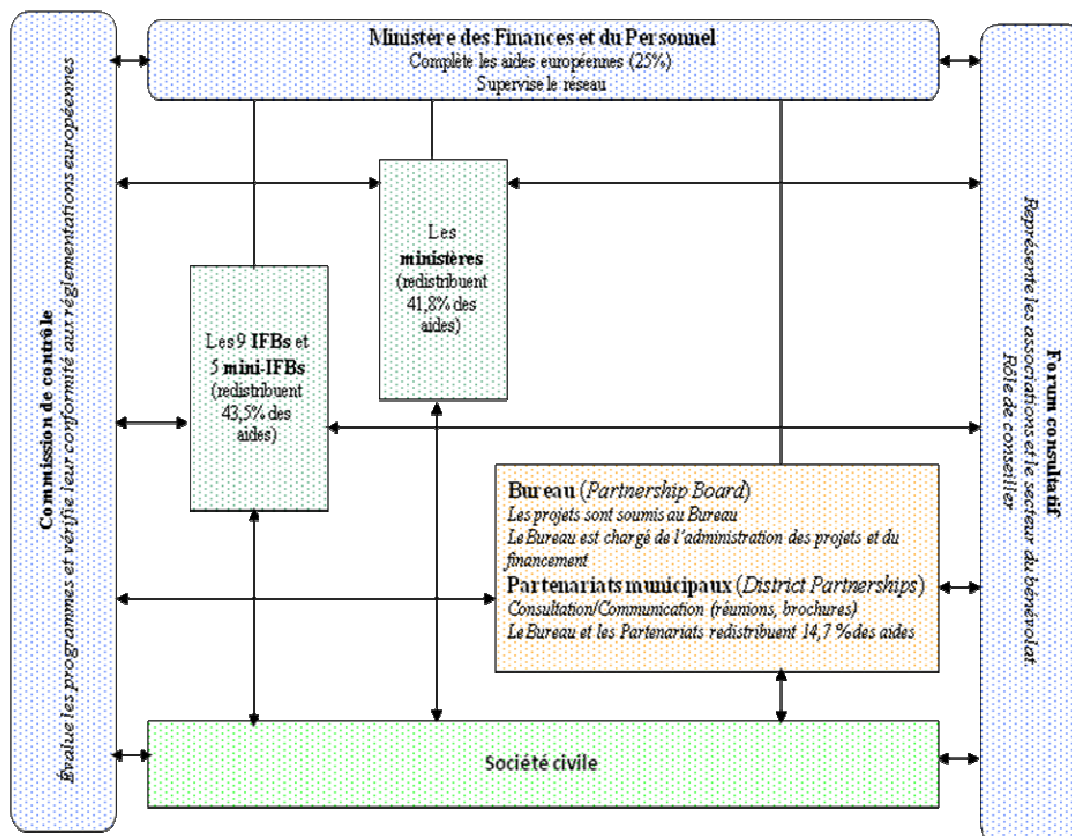 Ministère des Finances et du Personnel
Complète les aides européennes (25%)
Supervise le réseau
Commission de contrôle
Evalue les programmes et vérifie leur conformité aux réglementations européennes
Les
ministères
(redistribuent
41,8% des
aides)
Les 9 IFBs et
5 mini-IFBs
(redistribuent
43,5% des
aides)
Bureau (Partnership Board)
Les projets sont soumis au Bureau
Le Bureau est chargé de l'administration des projets et du
financement
Partenariats municipaux (District Partnerships)
Consultation/Communication (réunions, brochures)
Le Bureau et les Partenariats redistribuent 14,7 % des aides
Société civile
Forum consultatif
Représente les associations et le secteur du bénévolat
Rôle de conseiller